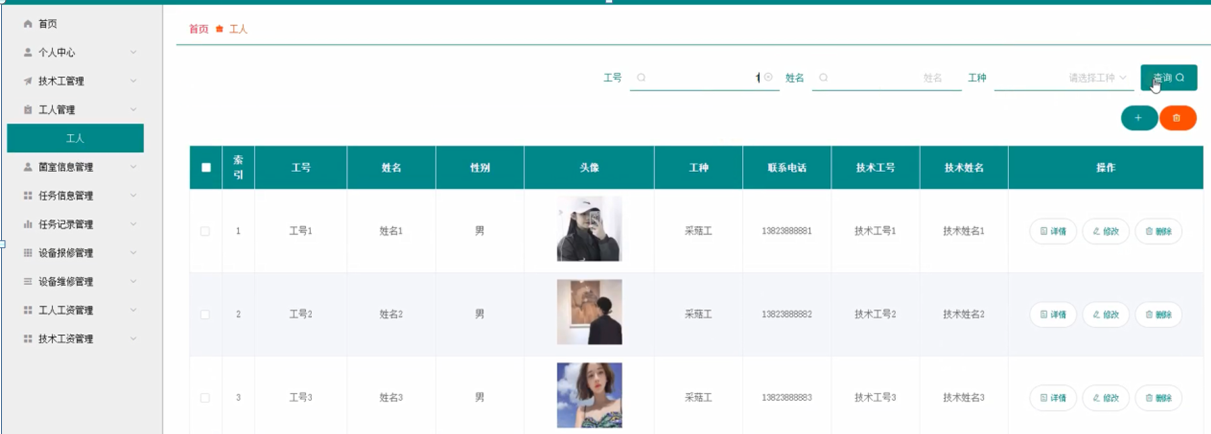 首页
个人中心
技术工管理
工人管理
工人
菌室信息管理
任务信息管理
任务记录管理
设备报修管理
设备维修管理
工人工资管理
技术工资管理
首页 工人
工号 1 姓名 姓名 工种 请选择工种 查询
+
索引 工号 姓名 性别 头像 工种 联系电话 技术工号 技术姓名 操作
1 工号1 姓名1 男 采菇工 13823888881 技术工号1 技术姓名1 详情 修改 删除
2 工号2 姓名2 男 采菇工 13823888882 技术工号2 技术姓名2 详情 修改 删除
3 工号3 姓名3 男 采菇工 13823888883 技术工号3 技术姓名3 详情 修改 删除